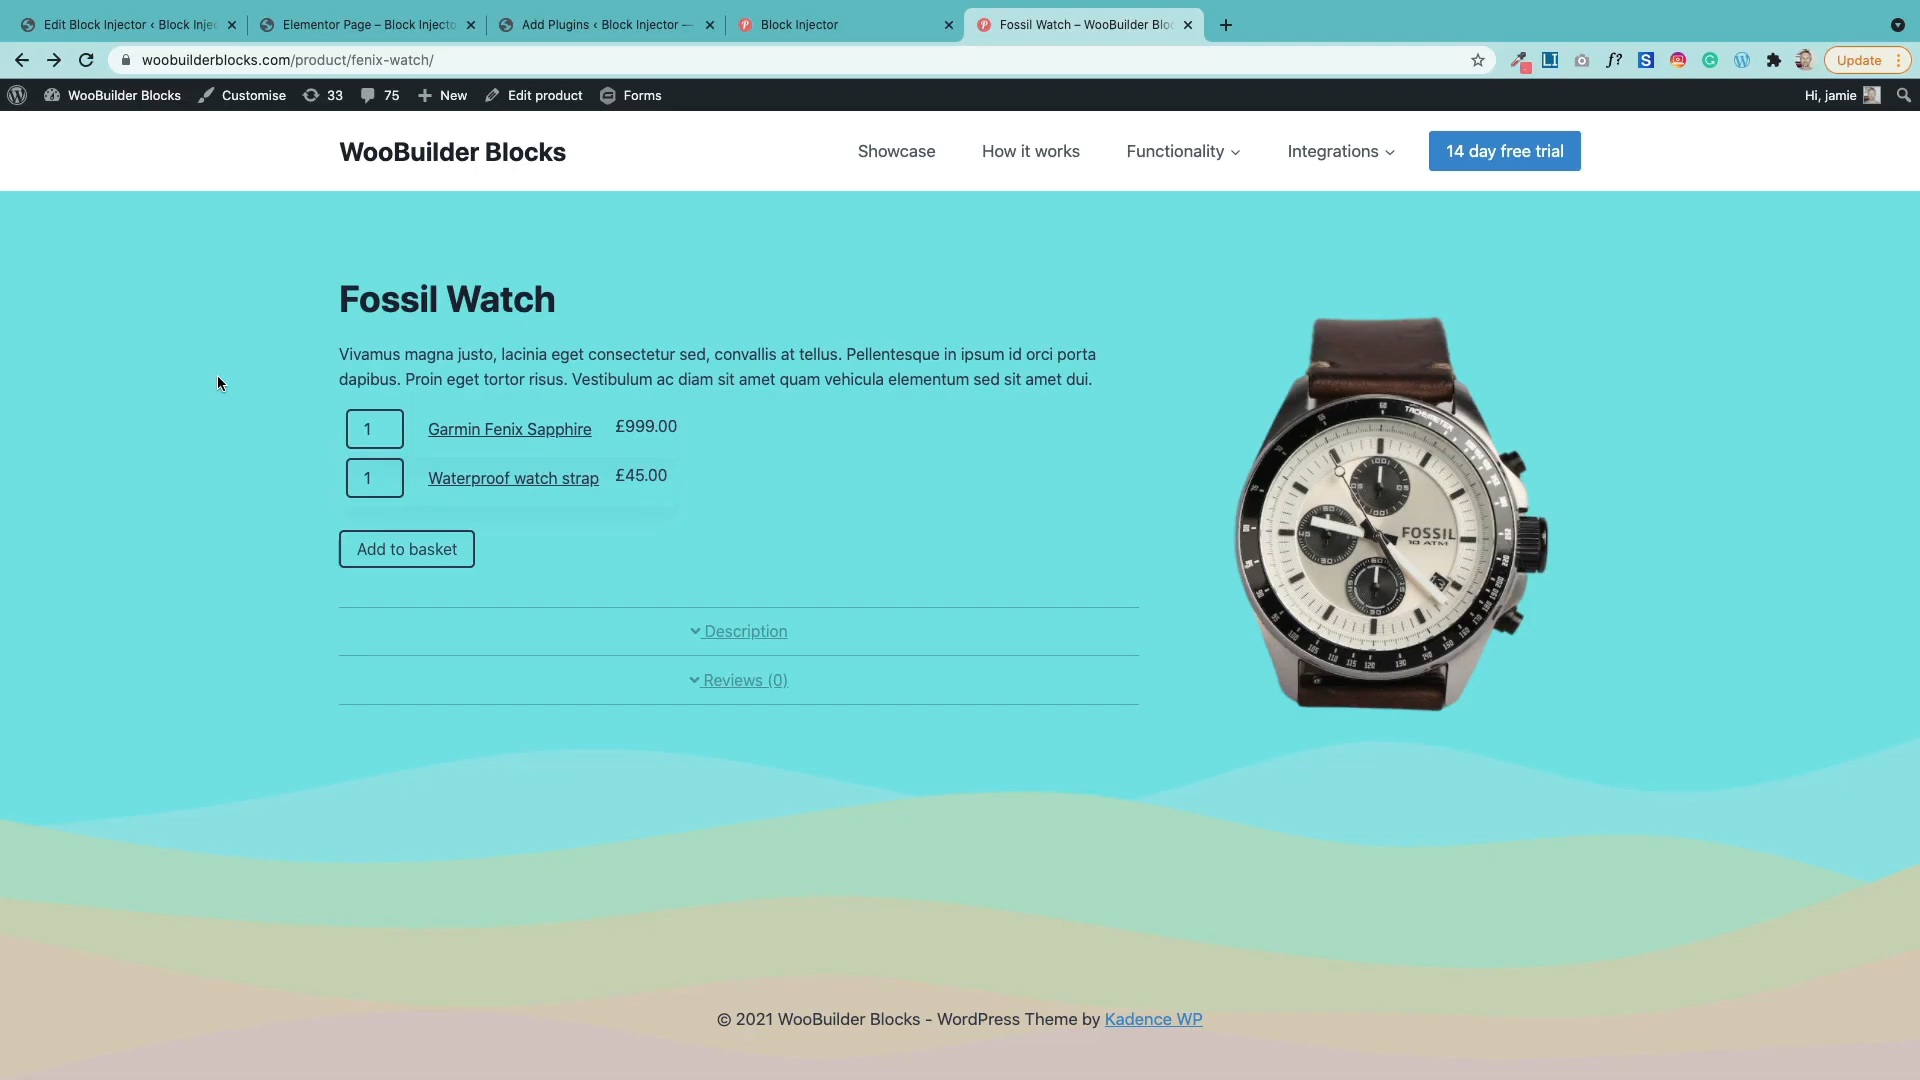 Edit Block Injector ‹ Block Inje
Elementor Page – Block Injecto
Add Plugins ‹ Block Injector —
Block Injector
Fossil Watch – WooBuilder Bloc
woobuilderblocks.com/product/fenix-watch/
Update
WooBuilder Blocks
Customise
33
75
New
Edit product
Forms
Hi, jamie
WooBuilder Blocks
Showcase
How it works
Functionality
Integrations
14 day free trial
Fossil Watch
Vivamus magna justo, lacinia eget consectetur sed, convallis at tellus. Pellentesque in ipsum id orci porta
dapibus. Proin eget tortor risus. Vestibulum ac diam sit amet quam vehicula elementum sed sit amet dui.
1 Garmin Fenix Sapphire £999.00
1 Waterproof watch strap £45.00
Add to basket
Description
Reviews (0)
TACHYMETER
FOSSIL
10 ATM
© 2021 WooBuilder Blocks - WordPress Theme by Kadence WP